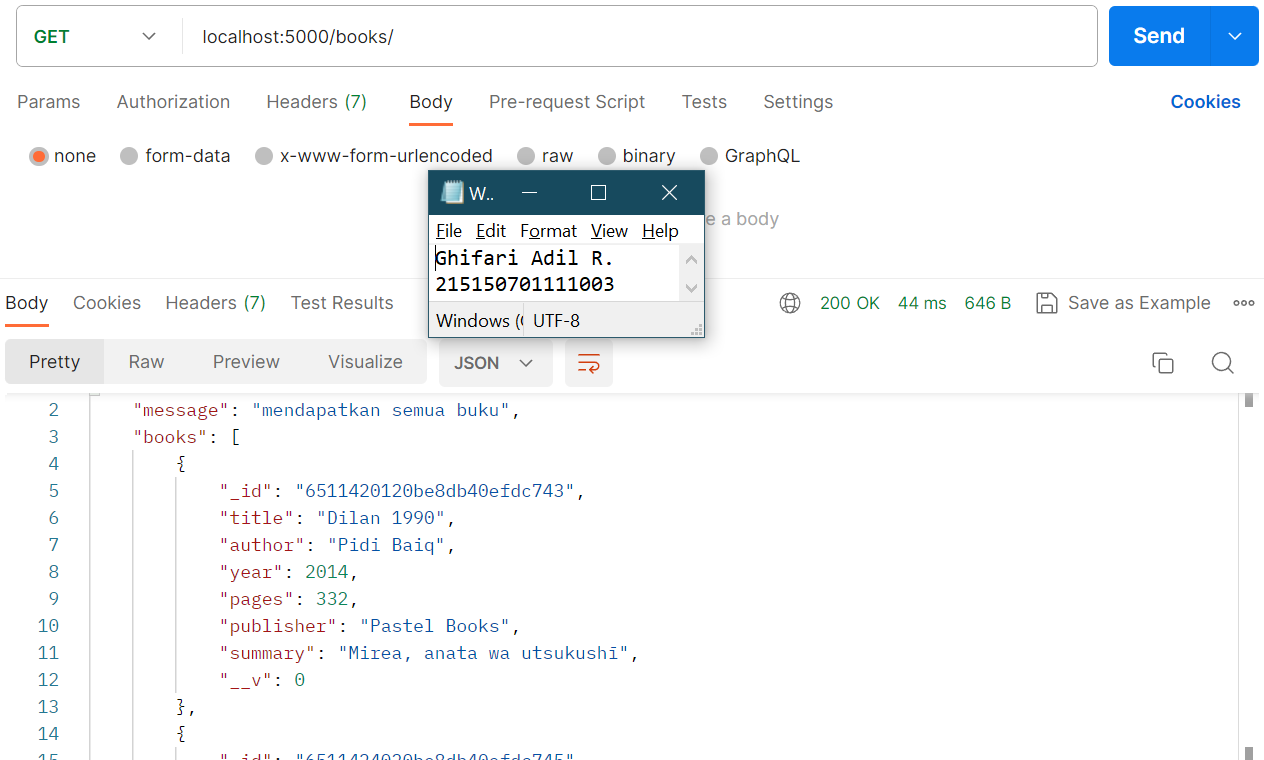 GET localhost:5000/books/ Send
Params Authorization Headers (7) Body Pre-request Script Tests Settings Cookies
none form-data x-www-form-urlencoded raw binary GraphQL
W..
e a body
File Edit Format View Help
Ghifari Adil R.
215150701111003
Windows ( UTF-8
Body Cookies Headers (7) Test Results 200 OK 44 ms 646 B Save as Example
Pretty Raw Preview Visualize JSON
2 "message": "mendapatkan semua buku",
3 "books": [
4 {
5 "_id": "6511420120be8db40efdc743",
6 "title": "Dilan 1990",
7 "author": "Pidi Baiq",
8 "year": 2014,
9 "pages": 332,
10 "publisher": "Pastel Books",
11 "summary": "Mirea, anata wa utsukushī",
12 "__v": 0
13 },
14 {
15 "_id": "6511424020be8db40efdc745",